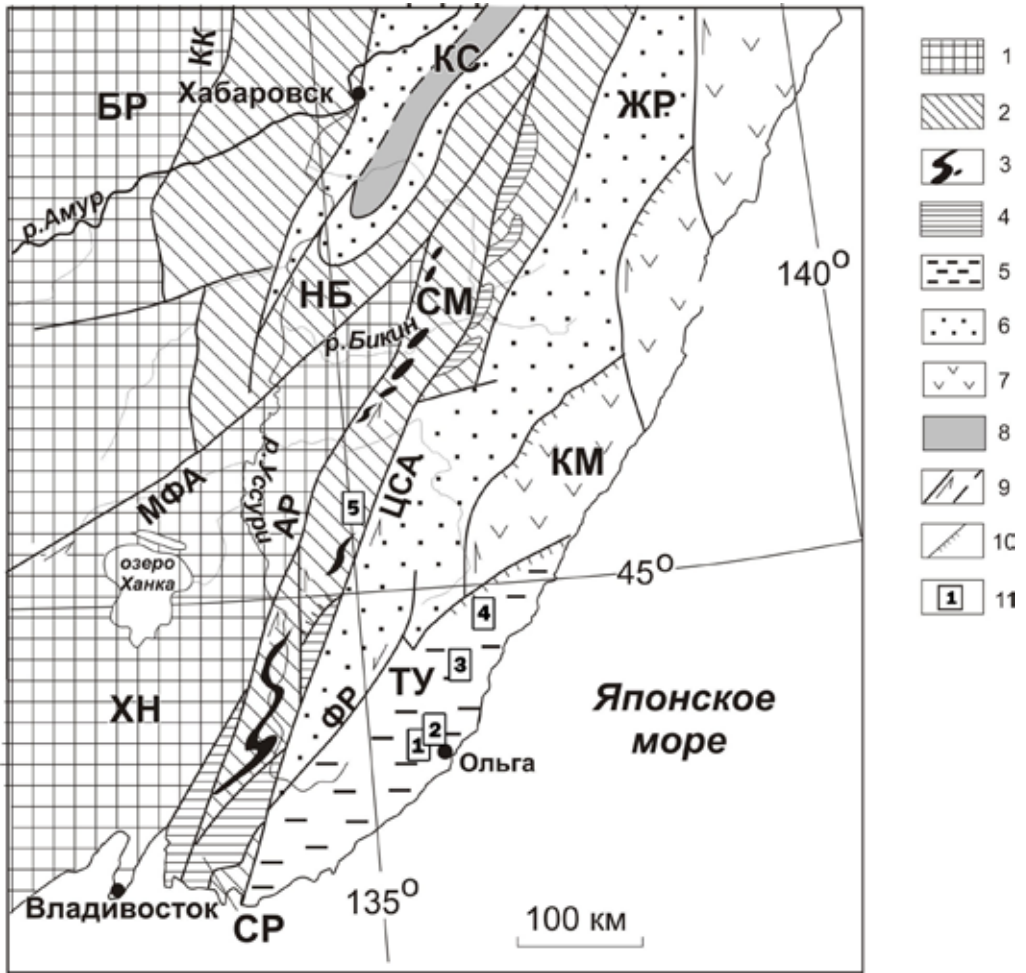 КК
КС
БР
Хабаровск
ЖР
р.Амур
140°
НБ
СМ
р.Бикин
КМ
МФА
р.Уссури
АР
ЦСА
5
озеро
Ханка
45°
4
ТУ
3
ХН
ФР
Японское
море
1
2
Ольга
Владивосток
135°
СР
100 км
1
2
3
4
5
6
7
8
9
10
1
11